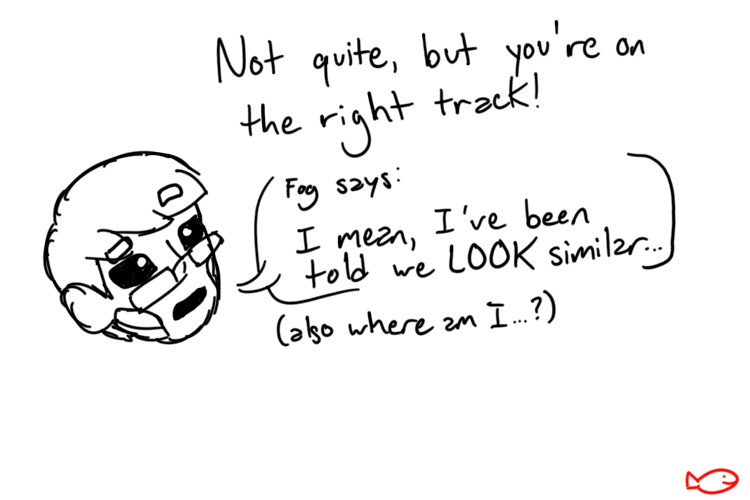 Not quite, but you're on
the right track!
Fog says:
I mean, I've been
told we LOOK similar...
(also where am I...?)